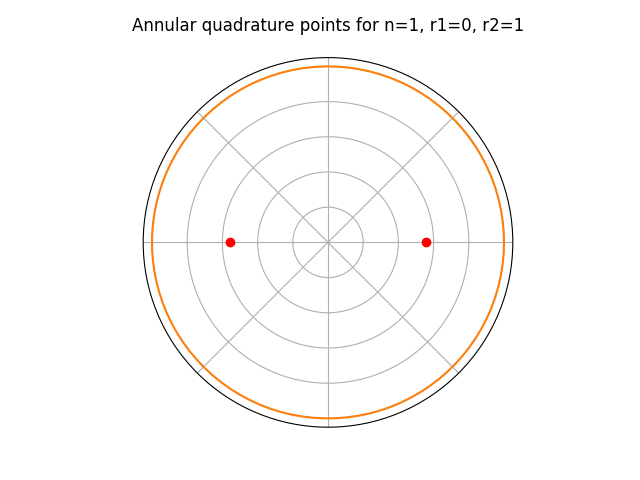 Annular quadrature points for n=1, r1=0, r2=1